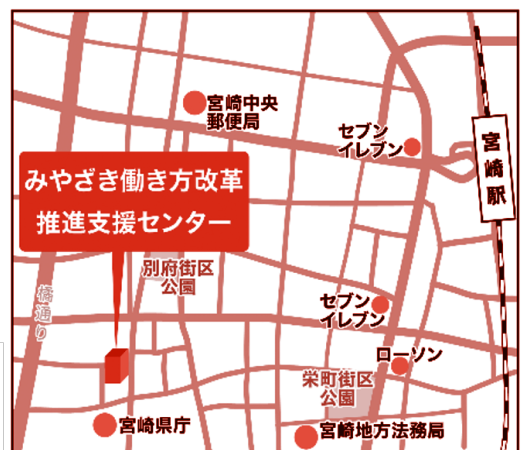 宮崎中央
郵便局
セブン
イレブン
宮崎駅
みやざき働き方改革
推進支援センター
別府街区
公園
橘通り
セブン
イレブン
ローソン
栄町街区
公園
宮崎県庁
宮崎地方法務局